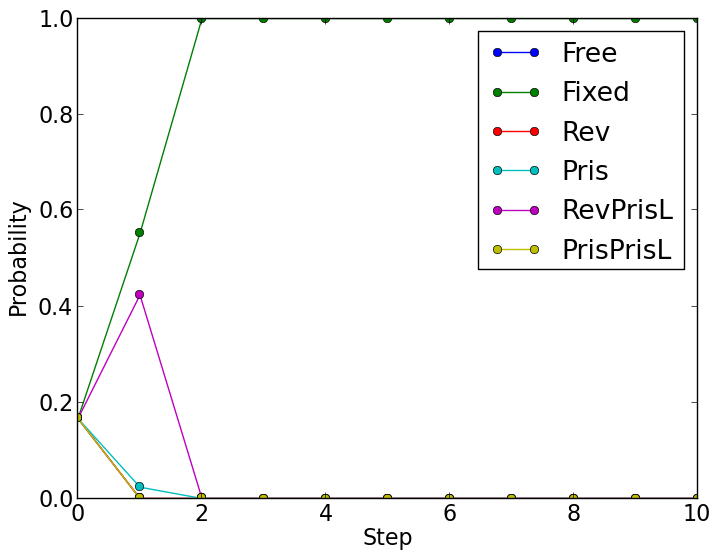 1.0
0.8
0.6
0.4
0.2
0.0
Probability
0 2 4 6 8 10
Step
Free
Fixed
Rev
Pris
RevPrisL
PrisPrisL